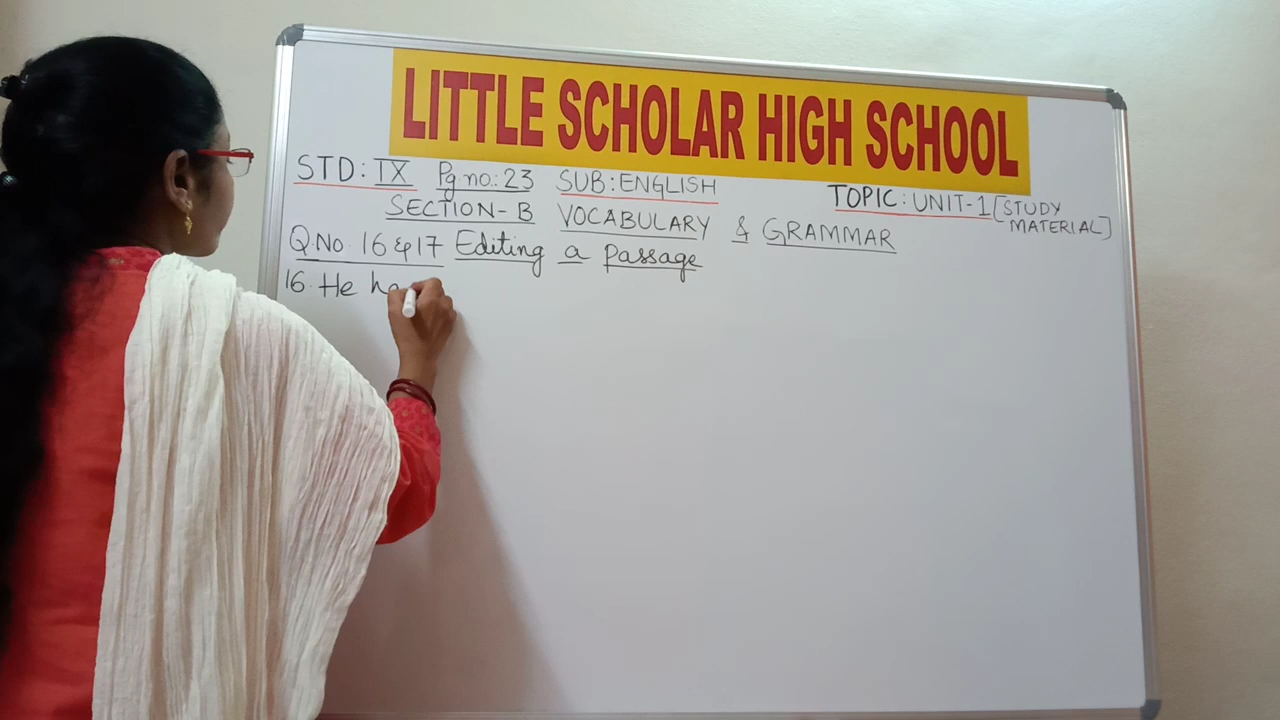 LITTLE SCHOLAR HIGH SCHOOL
STD: IX Pg no.: 23 SUB: ENGLISH TOPIC: UNIT-1 [STUDY MATERIAL]
SECTION-B VOCABULARY & GRAMMAR
Q.No. 16 & 17 Editing a passage
16. He